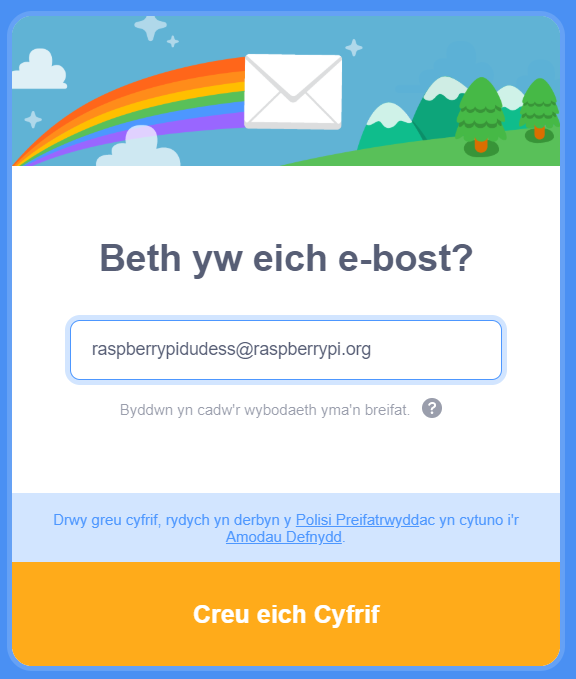 Beth yw eich e-bost?
raspberrypidudess@raspberrypi.org
Byddwn yn cadw'r wybodaeth yma'n breifat. ?
Drwy greu cyfrif, rydych yn derbyn y Polisi Preifatrwyddac yn cytuno i'r
Amodau Defnydd.
Creu eich Cyfrif